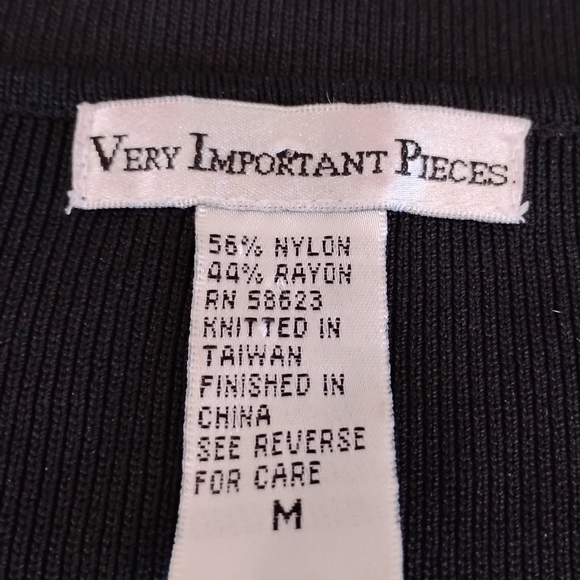 VERY IMPORTANT PIECES.
56% NYLON
44% RAYON
RN 58623
KNITTED IN
TAIWAN
FINISHED IN
CHINA
SEE REVERSE
FOR CARE
M